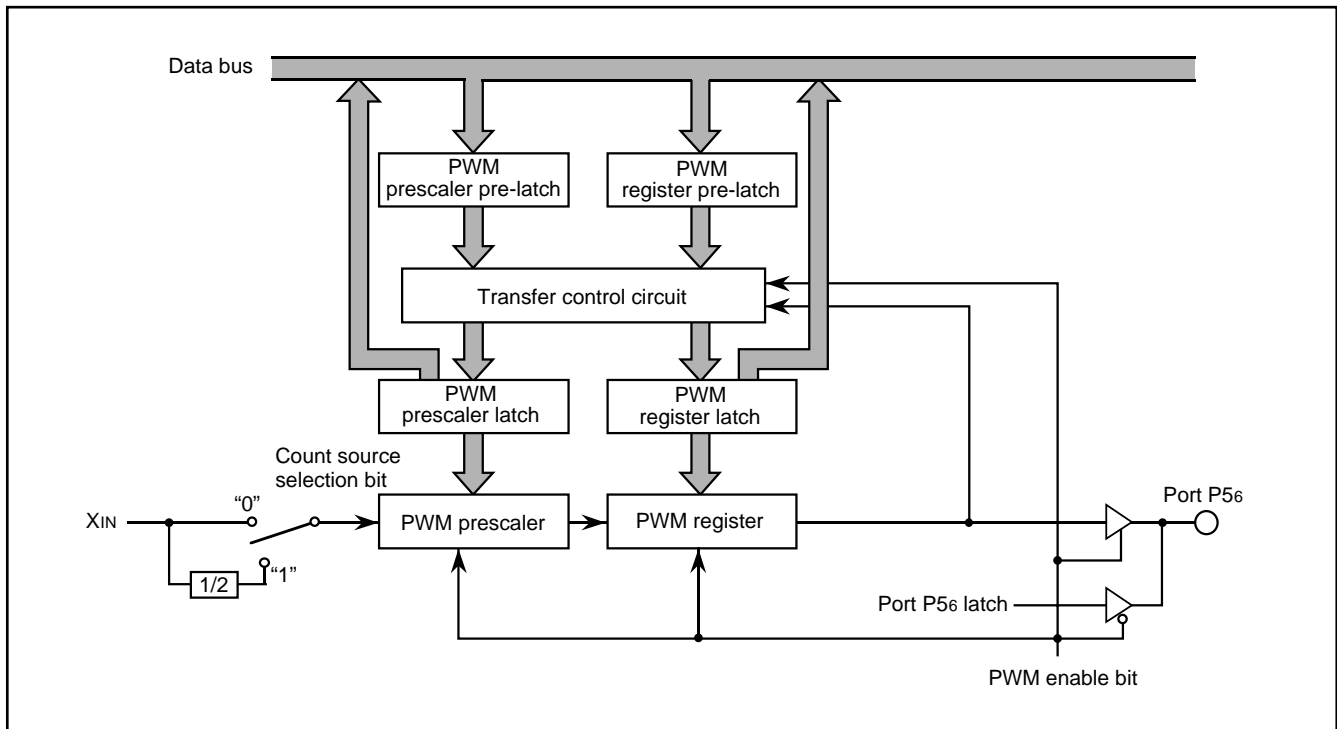 Data bus
PWM
prescaler pre-latch
PWM
register pre-latch
Transfer control circuit
PWM
prescaler latch
PWM
register latch
Count source
selection bit
“0”
XIN
PWM prescaler
PWM register
Port P56
“1”
1/2
Port P56 latch
PWM enable bit